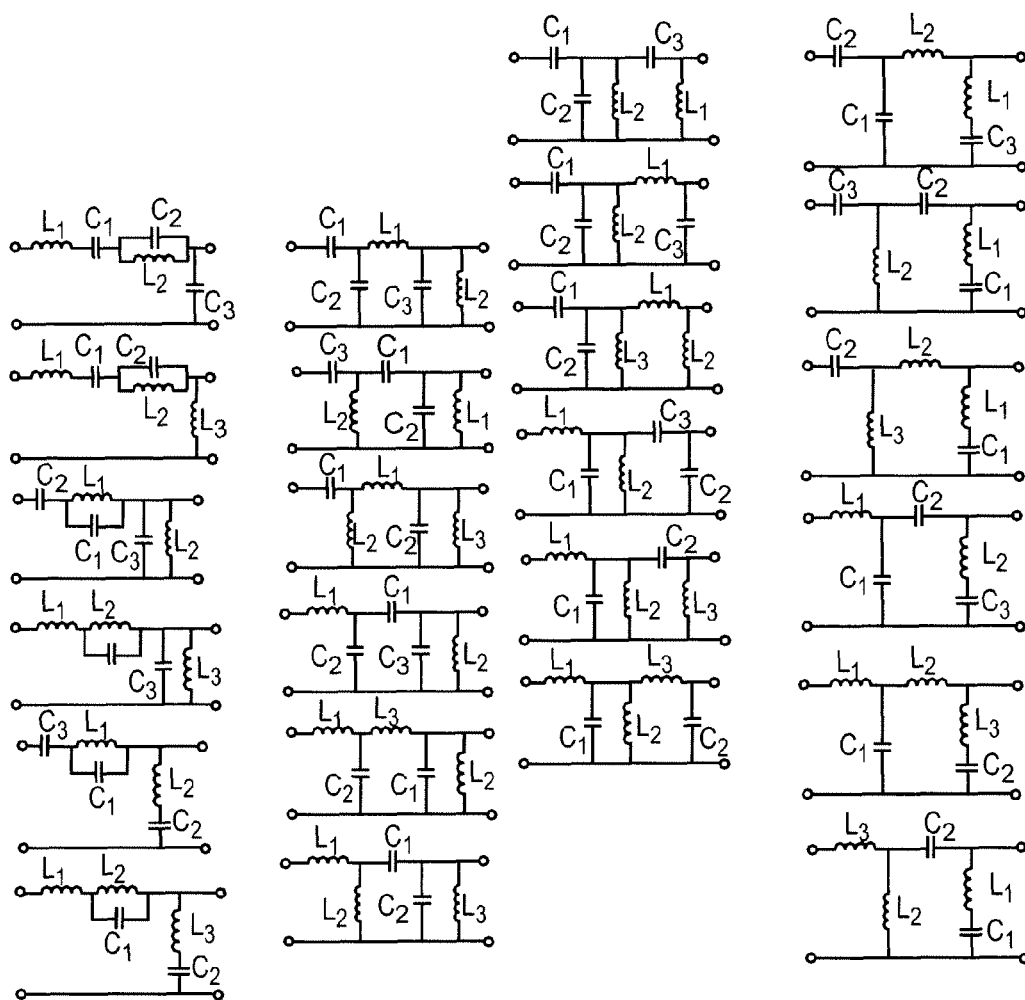 L1 C1 C2
L2
C3
L1 C1 C2
L2
L3
C2 L1
C1 C3 L2
L1 L2
C3 L3
C3 L1
C1
L2
C2
L1 L2
C1
L3
C2
C1 L1
C2 C3 L2
C3 C1
L2 C2 L1
C1 L1
L2 C2 L3
L1 C1
C2 C3 L2
L1 L3
C2 C1 L2
L1 C1
L2 C2 L3
C1 C3
C2 L2 L1
C1 L1
C2 L2 C3
C1 L1
C2 L3 L2
L1 C3
C1 L2 C2
L1 C2
C1 L2 L3
L1 L3
C1 L2 C2
C2 L2
C1 L1
C3
C3 C2
L2 L1
C1
C2 L2
L3 L1
C1
L1 C2
C1 L2
C3
L1 L2
C1 L3
C2
L3 C2
L2 L1
C1